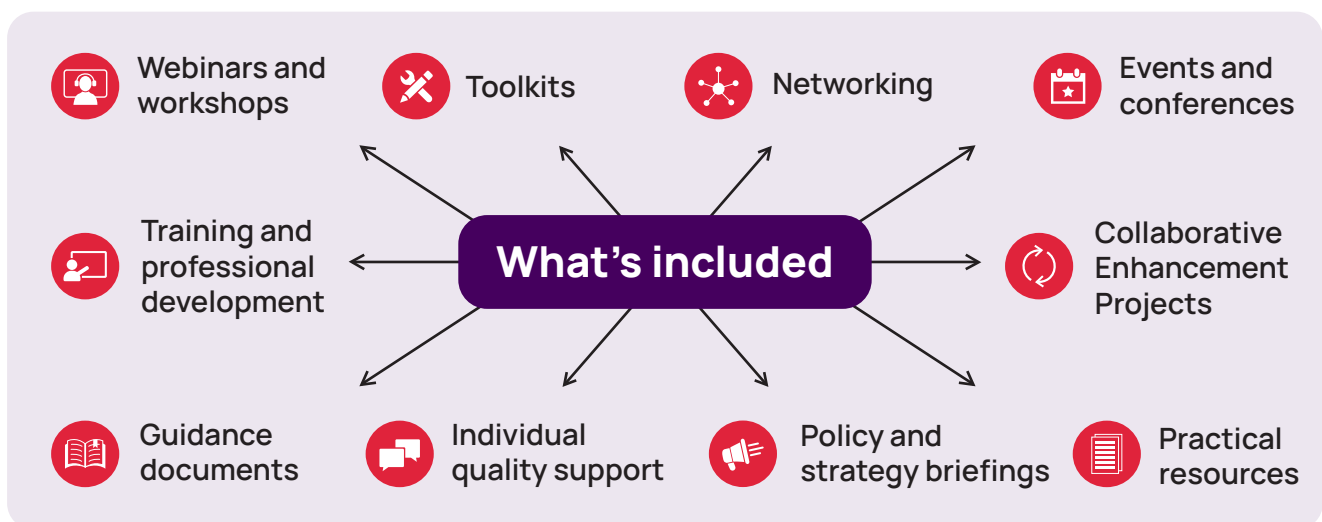 Webinars and
workshops
Toolkits
Networking
Events and
conferences
Training and
professional
development
What's included
Collaborative
Enhancement
Projects
Guidance
documents
Individual
quality support
Policy and
strategy briefings
Practical
resources